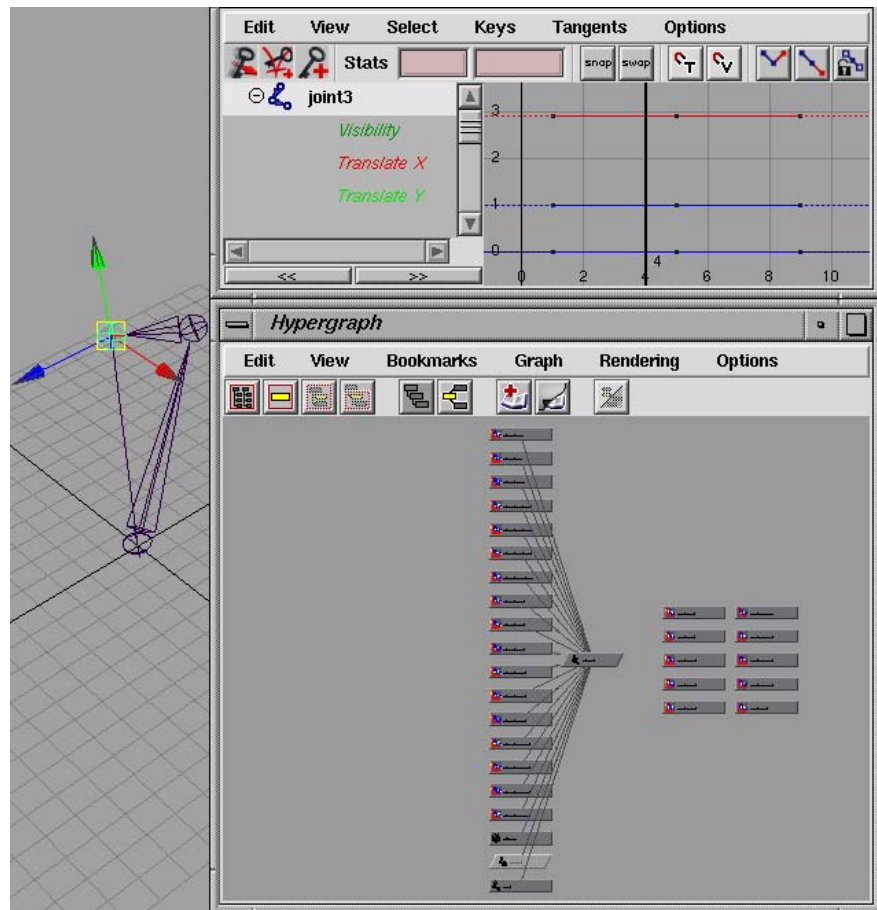 Edit View Select Keys Tangents Options
Stats snap swap T V
joint3
Visibility
Translate X
Translate Y
3
2
1
0
4
0 2 4 6 8 10
<< >>
Hypergraph
Edit View Bookmarks Graph Rendering Options